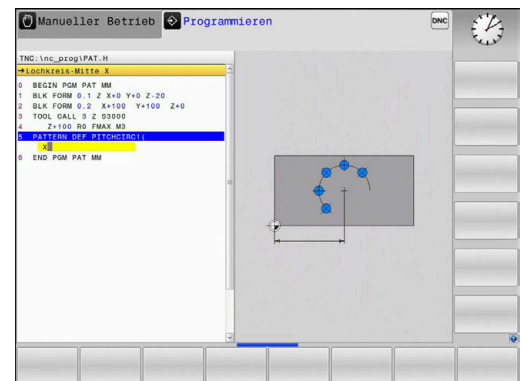 Manueller Betrieb
Programmieren
DNC
TNC:\nc_prog\PAT.H
→Lochkreis-Mitte X
0 BEGIN PGM PAT MM
1 BLK FORM 0.1 Z X+0 Y+0 Z-20
2 BLK FORM 0.2 X+100 Y+100 Z+0
3 TOOL CALL 3 Z S3000
4 Z+100 R0 FMAX M3
5 PATTERN DEF PITCHCIRC1(
X
6 END PGM PAT MM